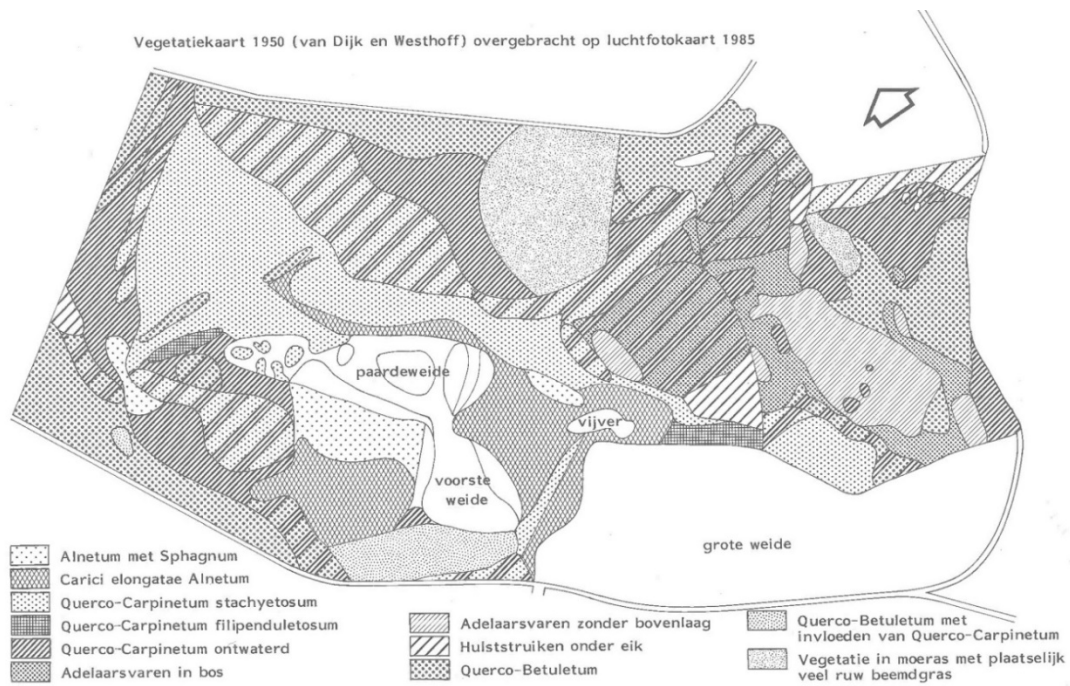 Vegetatiekaart 1950 (van Dijk en Westhoff) overgebracht op luchtfotokaart 1985
paardeweide
vijver
voorste
weide
grote weide
Alnetum met Sphagnum
Carici elongatae Alnetum
Querco-Carpinetum stachyetosum
Querco-Carpinetum filipenduletosum
Querco-Carpinetum ontwaterd
Adelaarsvaren in bos
Adelaarsvaren zonder bovenlaag
Hulststruiken onder eik
Querco-Betuletum
Querco-Betuletum met
invloeden van Querco-Carpinetum
Vegetatie in moeras met plaatselijk
veel ruw beemdgras